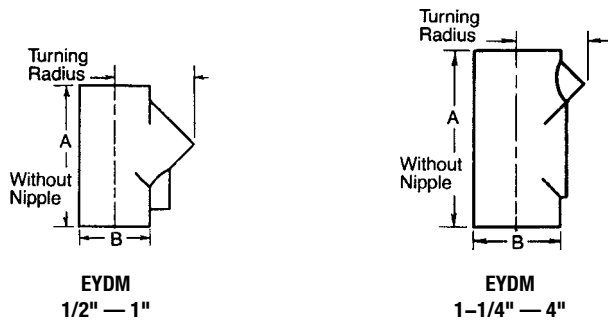 Turning
Radius
A
Without
Nipple
B
EYDM
1/2" — 1"
Turning
Radius
A
Without
Nipple
B
EYDM
1–1/4" — 4"